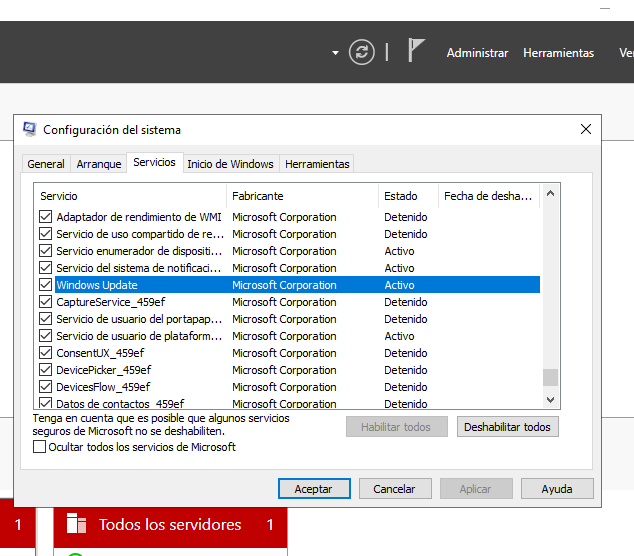 Administrar Herramientas Ve
Configuración del sistema
General Arranque Servicios Inicio de Windows Herramientas
Servicio Fabricante Estado Fecha de desha...
Adaptador de rendimiento de WMI Microsoft Corporation Detenido
Servicio de uso compartido de re... Microsoft Corporation Detenido
Servicio enumerador de dispositi... Microsoft Corporation Activo
Servicio del sistema de notificaci... Microsoft Corporation Activo
Windows Update Microsoft Corporation Activo
CaptureService_459ef Microsoft Corporation Detenido
Servicio de usuario del portapap... Microsoft Corporation Detenido
Servicio de usuario de plataform... Microsoft Corporation Activo
ConsentUX_459ef Microsoft Corporation Detenido
DevicePicker_459ef Microsoft Corporation Detenido
DevicesFlow_459ef Microsoft Corporation Detenido
Datos de contactos_459ef Microsoft Corporation Detenido
Tenga en cuenta que es posible que algunos servicios
seguros de Microsoft no se deshabiliten.
Habilitar todos Deshabilitar todos
Ocultar todos los servicios de Microsoft
Aceptar Cancelar Aplicar Ayuda
1 Todos los servidores 1